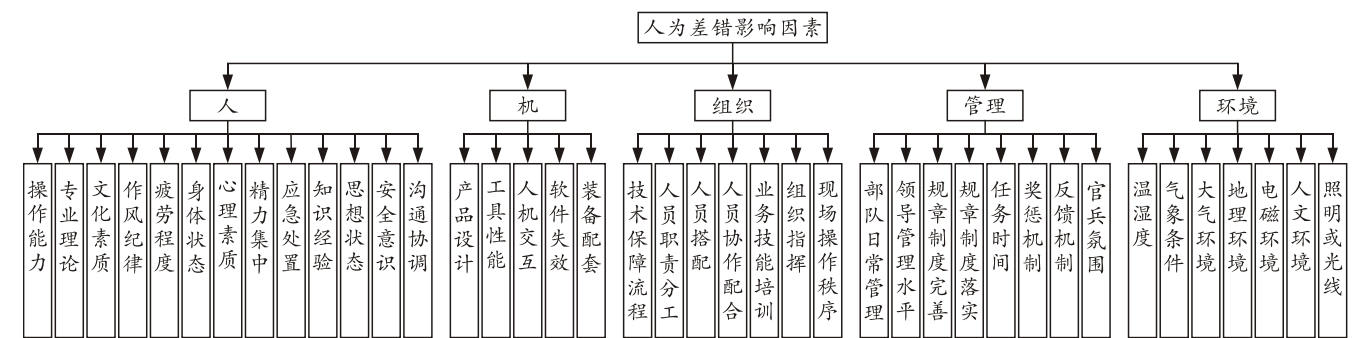 人为差错影响因素
人
机
组织
管理
环境
操作能力
专业理论
文化素质
作风纪律
疲劳程度
身体状态
心理素质
精力集中
应急处置
知识经验
思想状态
安全意识
沟通协调
产品设计
工具性能
人机交互
软件失效
装备配套
技术保障流程
人员职责分工
人员搭配
人员协作配合
业务技能培训
组织指挥
现场操作秩序
部队日常管理
领导管理水平
规章制度完善
规章制度落实
任务时间
奖惩机制
反馈机制
官兵氛围
温湿度
气象条件
大气环境
地理环境
电磁环境
人文环境
照明或光线